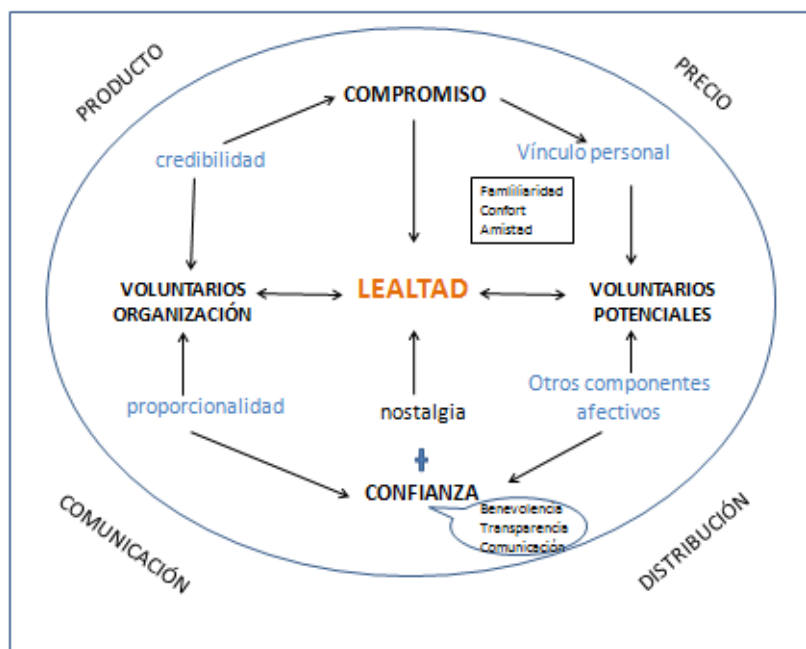 PRODUCTO
PRECIO
COMPROMISO
credibilidad
Vínculo personal
Familiiaridad
Confort
Amistad
VOLUNTARIOS
ORGANIZACIÓN
LEALTAD
VOLUNTARIOS
POTENCIALES
proporcionalidad
nostalgia
Otros componentes
afectivos
+
CONFIANZA
Benevolencia
Transparencia
Comunicación
COMUNICACIÓN
DISTRIBUCIÓN